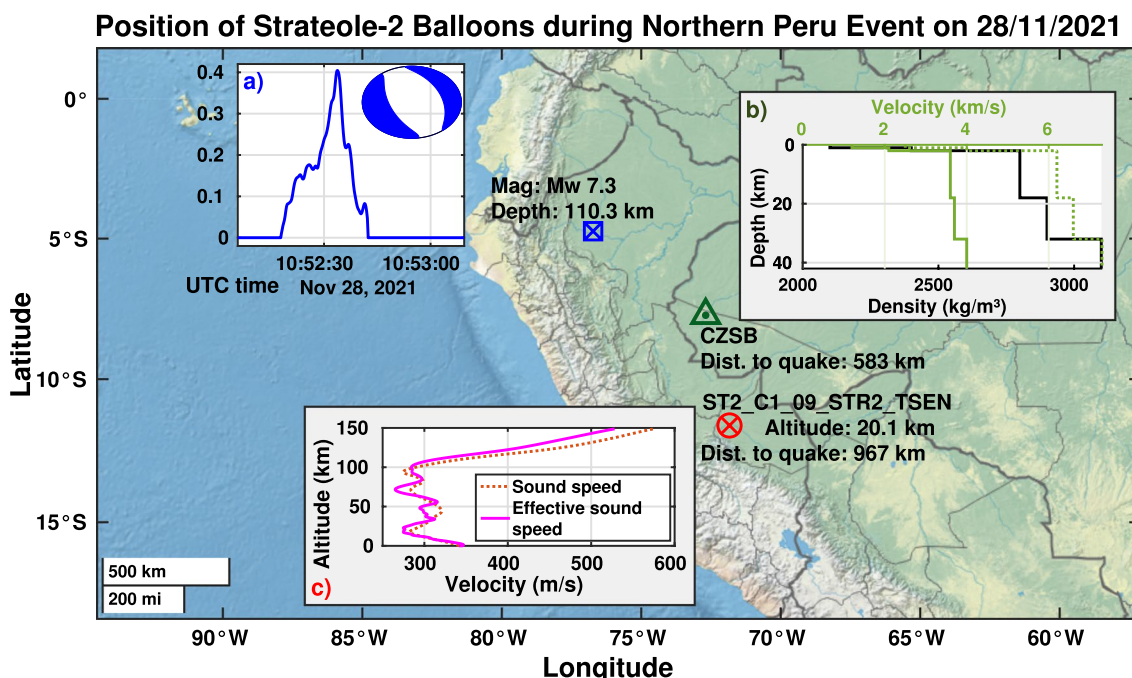 Position of Strateole-2 Balloons during Northern Peru Event on 28/11/2021
Latitude
0°
5°S
10°S
15°S
a)
0.4
0.3
0.2
0.1
0
10:52:30
10:53:00
UTC time
Nov 28, 2021
Mag: Mw 7.3
Depth: 110.3 km
b)
Velocity (km/s)
0
2
4
6
Depth (km)
0
20
40
2000
2500
3000
Density (kg/m³)
CZSB
Dist. to quake: 583 km
ST2_C1_09_STR2_TSEN
Altitude: 20.1 km
Dist. to quake: 967 km
c)
Altitude (km)
150
100
50
0
Sound speed
Effective sound
speed
300
400
500
600
Velocity (m/s)
500 km
200 mi
90°W
85°W
80°W
75°W
70°W
65°W
60°W
Longitude